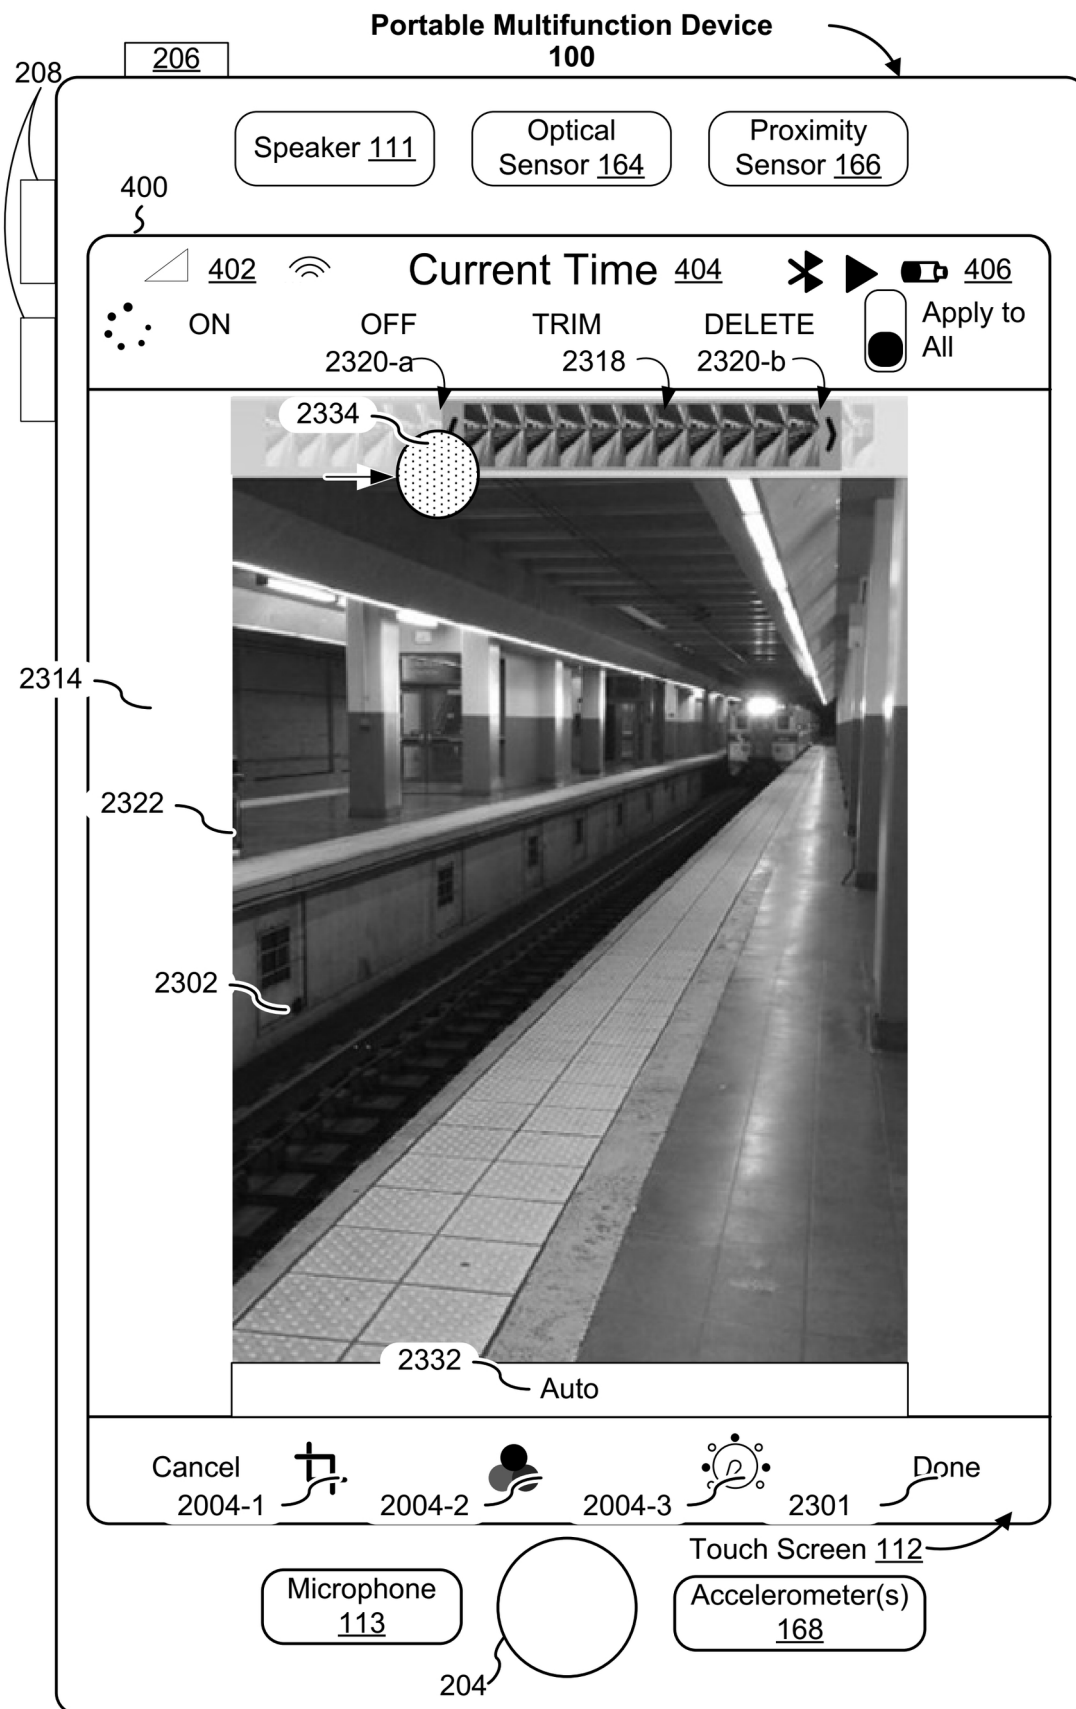 Portable Multifunction Device
100
206
208
Speaker 111
Optical
Sensor 164
Proximity
Sensor 166
400
402
Current Time 404
406
ON
OFF
TRIM
DELETE
Apply to
All
2320-a
2318
2320-b
2334
2314
2322
2302
2332
Auto
Cancel
Done
2004-1
2004-2
2004-3
2301
Touch Screen 112
Microphone
113
Accelerometer(s)
168
204